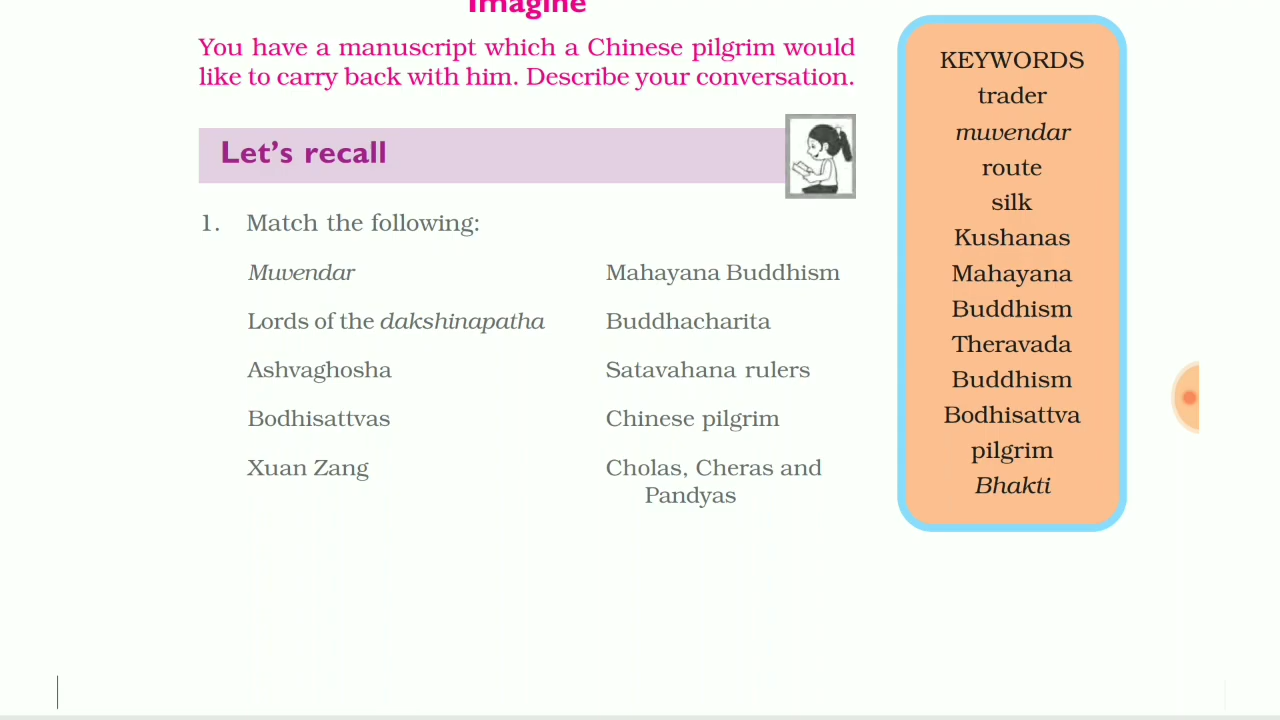 Imagine
You have a manuscript which a Chinese pilgrim would
like to carry back with him. Describe your conversation.
Let's recall
1. Match the following:
Muvendar Mahayana Buddhism
Lords of the dakshinapatha Buddhacharita
Ashvaghosha Satavahana rulers
Bodhisattvas Chinese pilgrim
Xuan Zang Cholas, Cheras and
Pandyas
KEYWORDS
trader
muvendar
route
silk
Kushanas
Mahayana
Buddhism
Theravada
Buddhism
Bodhisattva
pilgrim
Bhakti